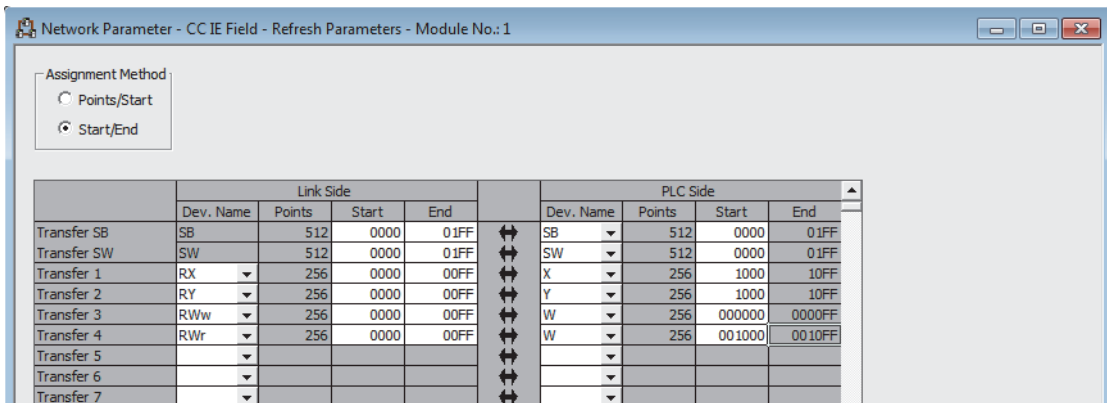 Network Parameter - CC IE Field - Refresh Parameters - Module No.: 1
Assignment Method
Points/Start
Start/End
Link Side PLC Side
Dev. Name Points Start End Dev. Name Points Start End
Transfer SB SB 512 0000 01FF SB 512 0000 01FF
Transfer SW SW 512 0000 01FF SW 512 0000 01FF
Transfer 1 RX 256 0000 00FF X 256 1000 10FF
Transfer 2 RY 256 0000 00FF Y 256 1000 10FF
Transfer 3 RWw 256 0000 00FF W 256 000000 0000FF
Transfer 4 RWr 256 0000 00FF W 256 001000 0010FF
Transfer 5
Transfer 6
Transfer 7